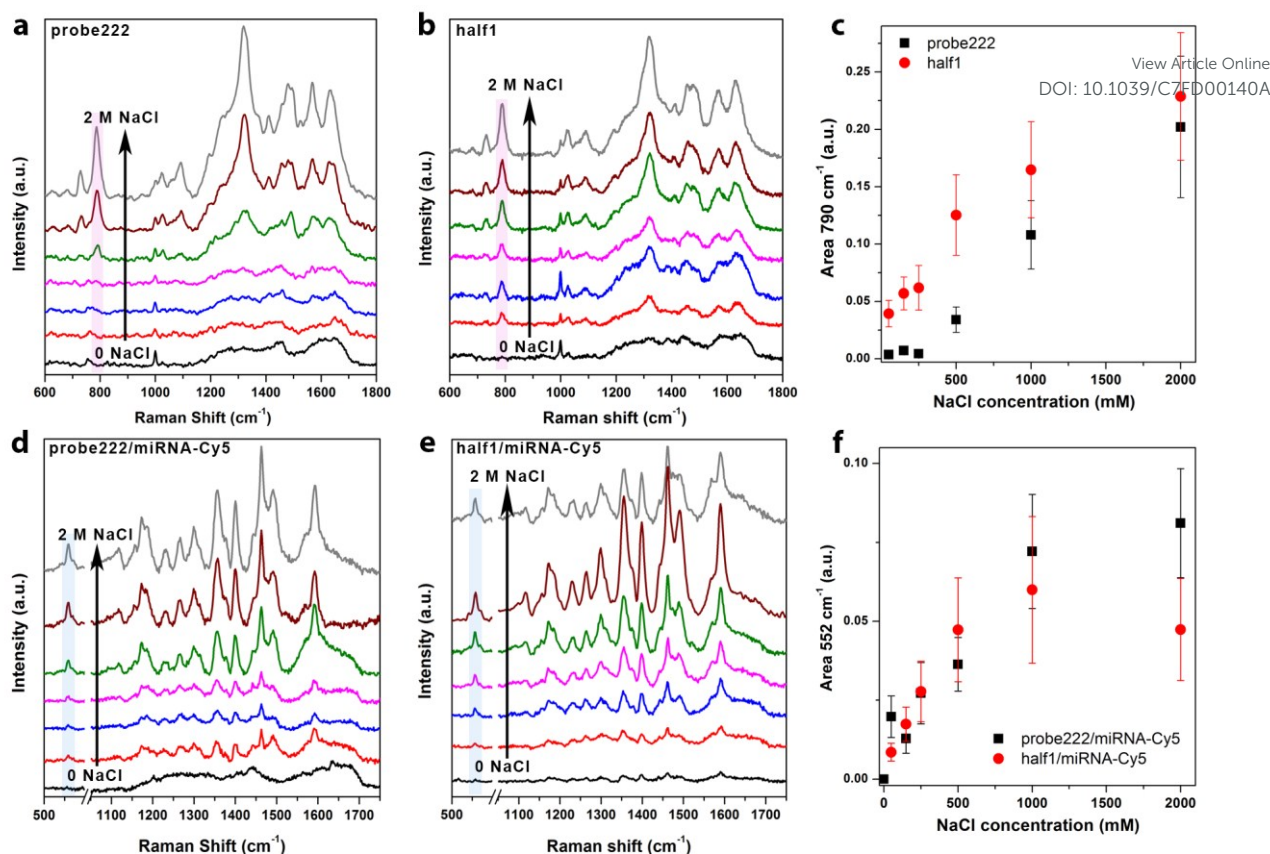 a
probe222
2 M NaCl
0 NaCl
Intensity (a.u.)
600 800 1000 1200 1400 1600 1800
Raman Shift (cm-1)
b
half1
2 M NaCl
0 NaCl
Intensity (a.u.)
600 800 1000 1200 1400 1600 1800
Raman Shift (cm-1)
c
probe222
half1
View Article Online
DOI: 10.1039/C7FD00140A
0.25
0.20
0.15
0.10
0.05
0.00
Area 790 cm-1 (a.u.)
500 1000 1500 2000
NaCl concentration (mM)
d
probe222/miRNA-Cy5
2 M NaCl
0 NaCl
Intensity (a.u.)
500 1100 1200 1300 1400 1500 1600 1700
Raman Shift (cm-1)
e
half1/miRNA-Cy5
2 M NaCl
0 NaCl
Intensity (a.u.)
500 1100 1200 1300 1400 1500 1600 1700
Raman Shift (cm-1)
f
0.10
0.05
0.00
Area 552 cm-1 (a.u.)
probe222/miRNA-Cy5
half1/miRNA-Cy5
0 500 1000 1500 2000
NaCl concentration (mM)